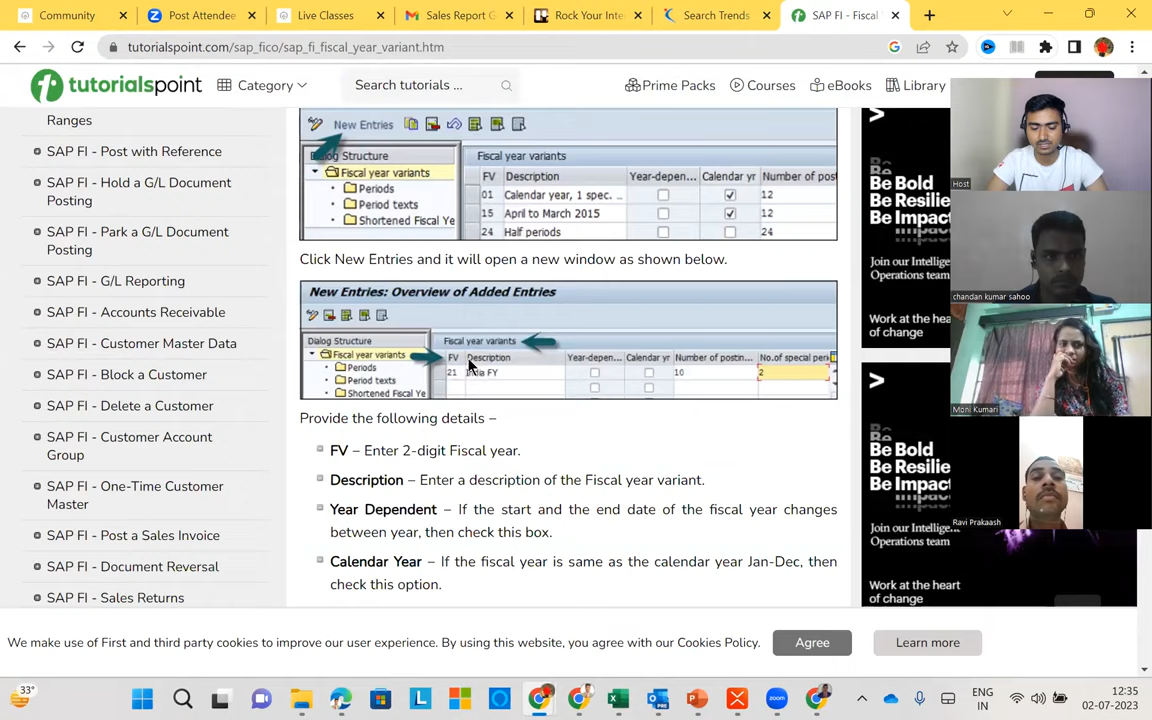 Community
Post Attendee
Live Classes
Sales Report G
Rock Your Inte
Search Trends
SAP FI - Fiscal
tutorialspoint.com/sap_fico/sap_fi_fiscal_year_variant.htm
tutorialspoint
Category
Search tutorials ...
Prime Packs
Courses
eBooks
Library
Ranges
SAP FI - Post with Reference
SAP FI - Hold a G/L Document
Posting
SAP FI - Park a G/L Document
Posting
SAP FI - G/L Reporting
SAP FI - Accounts Receivable
SAP FI - Customer Master Data
SAP FI - Block a Customer
SAP FI - Delete a Customer
SAP FI - Customer Account
Group
SAP FI - One-Time Customer
Master
SAP FI - Post a Sales Invoice
SAP FI - Document Reversal
SAP FI - Sales Returns
New Entries
Dialog Structure
Fiscal year variants
Periods
Period texts
Shortened Fiscal Ye
Fiscal year variants
FV Description Year-depen... Calendar yr Number of post
01 Calendar year, 1 spec. ... 12
15 April to March 2015 12
24 Half periods 24
Click New Entries and it will open a new window as shown below.
New Entries: Overview of Added Entries
Dialog Structure
Fiscal year variants
Periods
Period texts
Shortened Fiscal Ye
Fiscal year variants
FV Description Year-depen... Calendar yr Number of postin... No.of special peri
21 India FY 10 2
Provide the following details –
FV – Enter 2-digit Fiscal year.
Description – Enter a description of the Fiscal year variant.
Year Dependent – If the start and the end date of the fiscal year changes
between year, then check this box.
Calendar Year – If the fiscal year is same as the calendar year Jan-Dec, then
check this option.
>
Be Bold
Be Resilie
Be Impact
Join our Intellige
Operations team
Work at the hear
of change
>
Be Bold
Be Resilie
Be Impac
Join our Intellige
Operations team
Work at the heart
of change
Host
chandan kumar sahoo
Moni Kumari
Ravi Prakaash
We make use of First and third party cookies to improve our user experience. By using this website, you agree with our Cookies Policy.
Agree
Learn more
33°
ENG
IN
12:35
02-07-2023